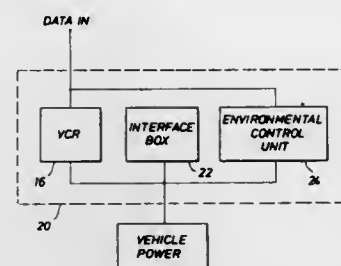 DATA IN
VCR
INTERFACE
BOX
ENVIRONMENTAL
CONTROL
UNIT
16
22
24
20
VEHICLE
POWER